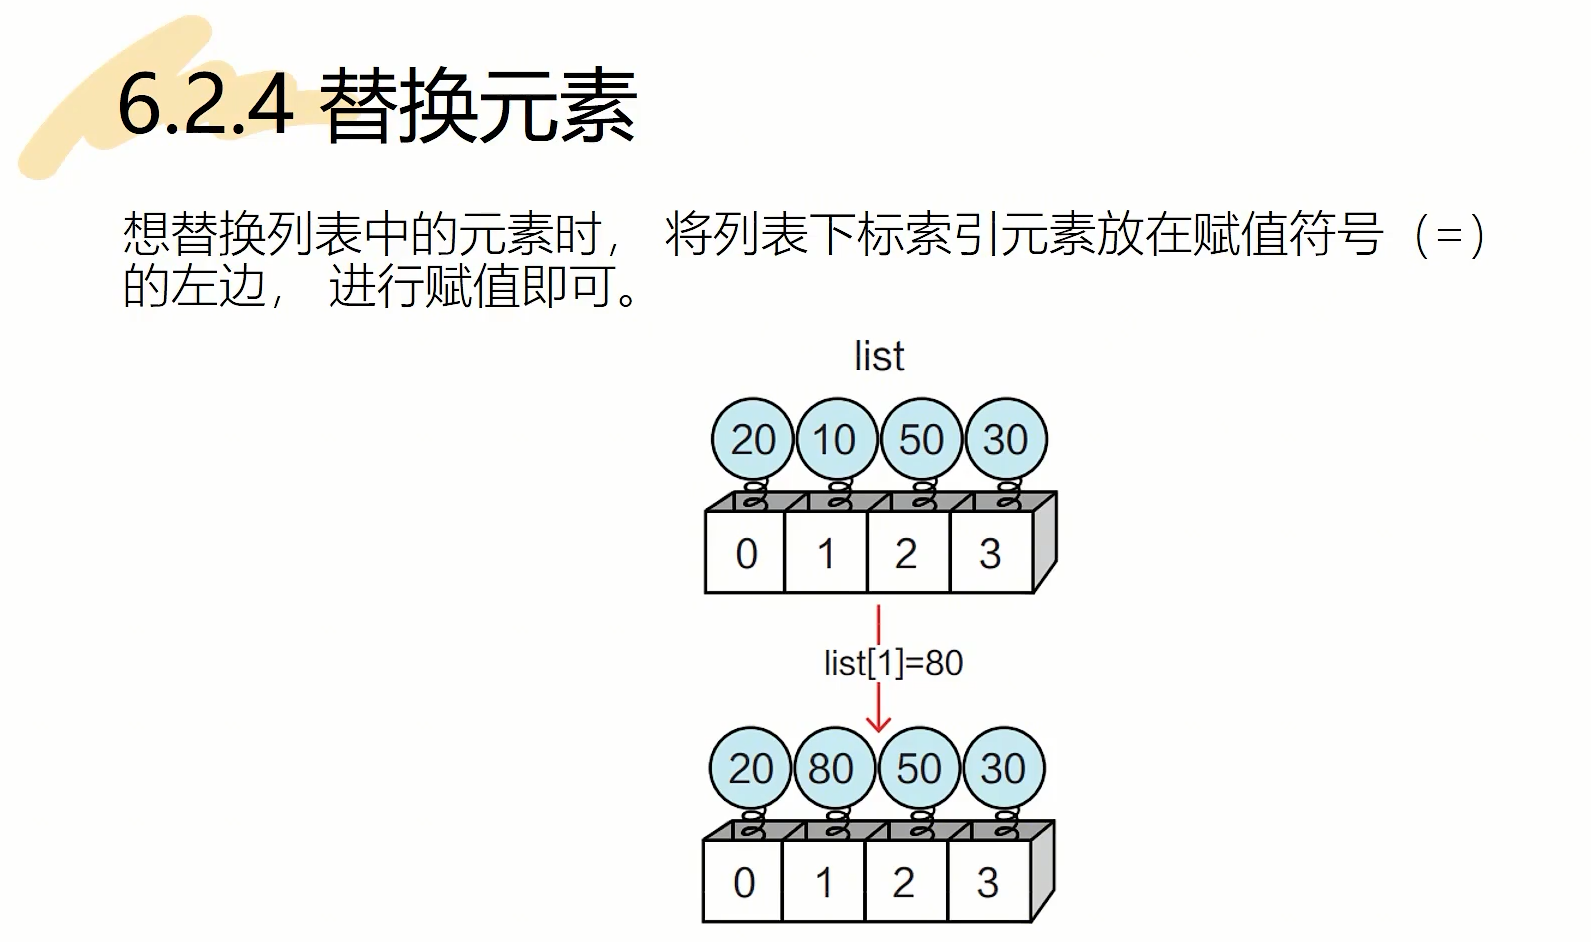 6.2.4 替换元素
想替换列表中的元素时， 将列表下标索引元素放在赋值符号（=）
的左边， 进行赋值即可。
list
20 10 50 30
0 1 2 3
list[1]=80
20 80 50 30
0 1 2 3